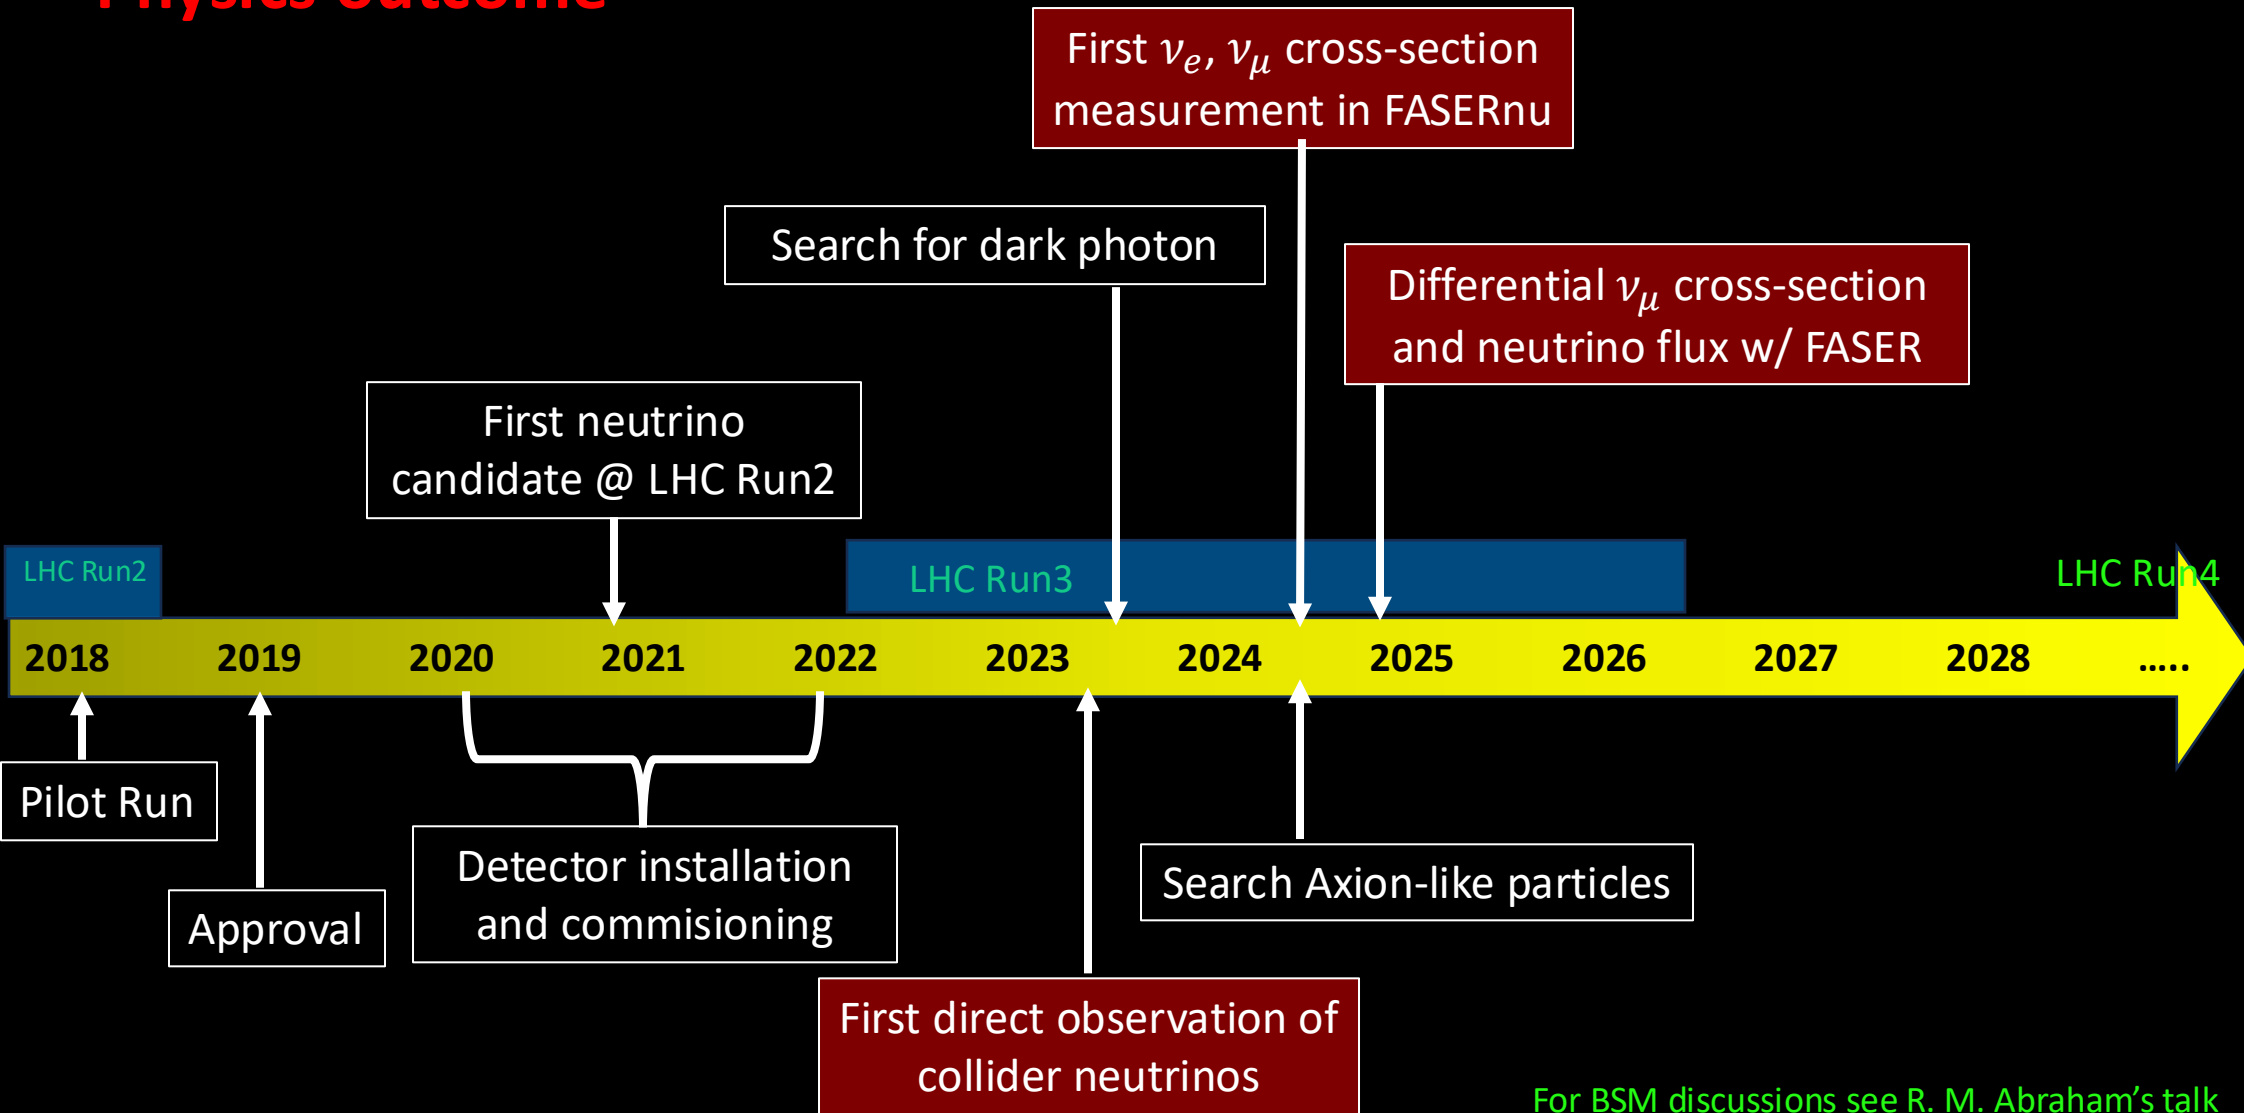 Physics outcome
First νe, νμ cross-section
measurement in FASERnu
Search for dark photon
Differential νμ cross-section
and neutrino flux w/ FASER
First neutrino
candidate @ LHC Run2
LHC Run2
LHC Run3
LHC Run4
2018 2019 2020 2021 2022 2023 2024 2025 2026 2027 2028 .....
Pilot Run
Approval
Detector installation
and commisioning
Search Axion-like particles
First direct observation of
collider neutrinos
For BSM discussions see R. M. Abraham's talk